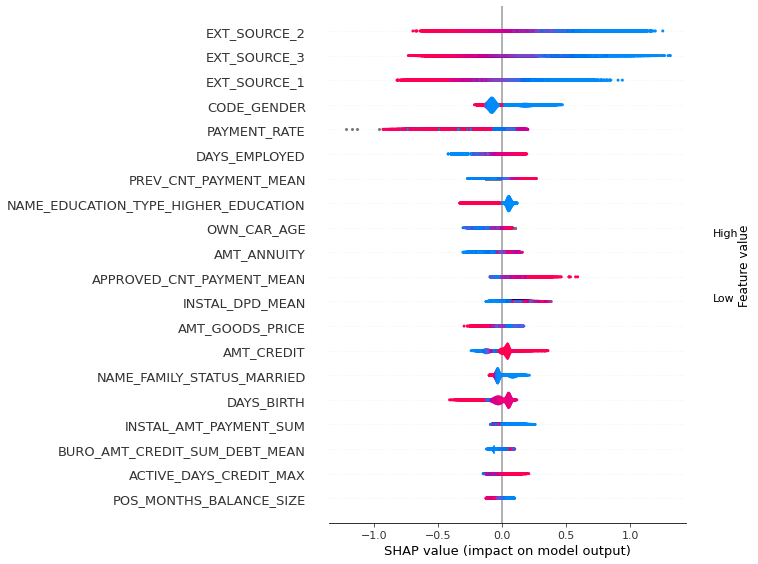 EXT_SOURCE_2
EXT_SOURCE_3
EXT_SOURCE_1
CODE_GENDER
PAYMENT_RATE
DAYS_EMPLOYED
PREV_CNT_PAYMENT_MEAN
NAME_EDUCATION_TYPE_HIGHER_EDUCATION
OWN_CAR_AGE
AMT_ANNUITY
APPROVED_CNT_PAYMENT_MEAN
INSTAL_DPD_MEAN
AMT_GOODS_PRICE
AMT_CREDIT
NAME_FAMILY_STATUS_MARRIED
DAYS_BIRTH
INSTAL_AMT_PAYMENT_SUM
BURO_AMT_CREDIT_SUM_DEBT_MEAN
ACTIVE_DAYS_CREDIT_MAX
POS_MONTHS_BALANCE_SIZE
−1.0 −0.5 0.0 0.5 1.0
SHAP value (impact on model output)
High
Low
Feature value